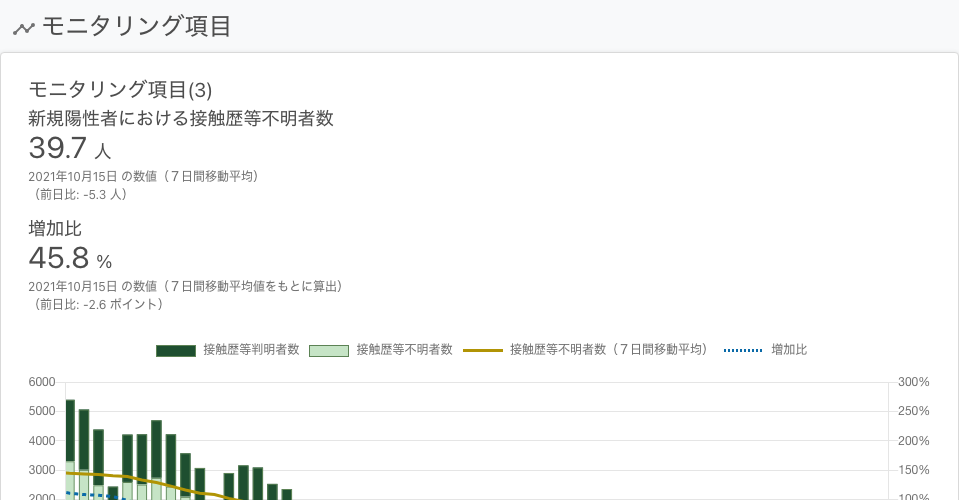 モニタリング項目
モニタリング項目(3)
新規陽性者における接触歴等不明者数
39.7 人
2021年10月15日 の数値（７日間移動平均）
（前日比: -5.3 人）
増加比
45.8 %
2021年10月15日 の数値（７日間移動平均値をもとに算出）
（前日比: -2.6 ポイント）
接触歴等判明者数 接触歴等不明者数 接触歴等不明者数（７日間移動平均） 増加比
6000 300%
5000 250%
4000 200%
3000 150%
2000 100%